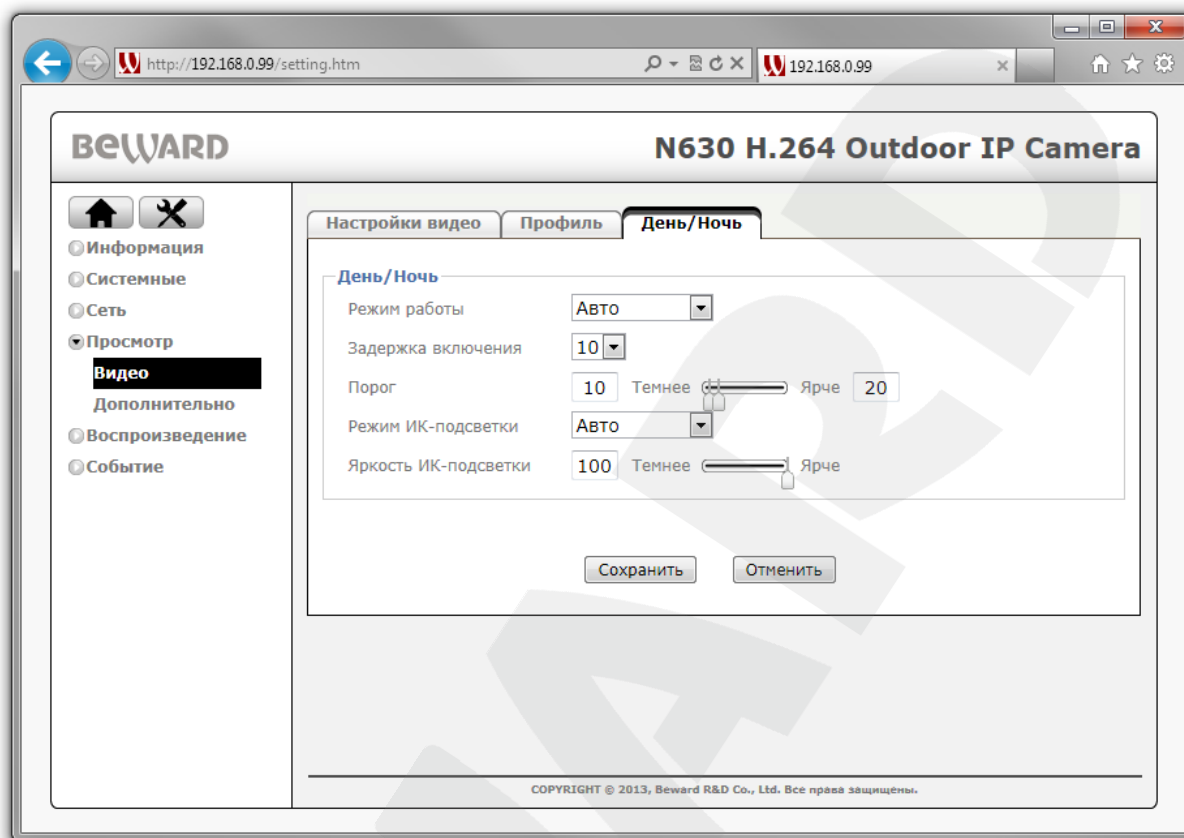 http://192.168.0.99/setting.htm
192.168.0.99
BEWARD
N630 H.264 Outdoor IP Camera
Информация
Системные
Сеть
Просмотр
Видео
Дополнительно
Воспроизведение
Событие
Настройки видео
Профиль
День/Ночь
День/Ночь
Режим работы Авто
Задержка включения 10
Порог 10 Темнее Ярче 20
Режим ИК-подсветки Авто
Яркость ИК-подсветки 100 Темнее Ярче
Сохранить
Отменить
COPYRIGHT © 2013, Beward R&D Co., Ltd. Все права защищены.